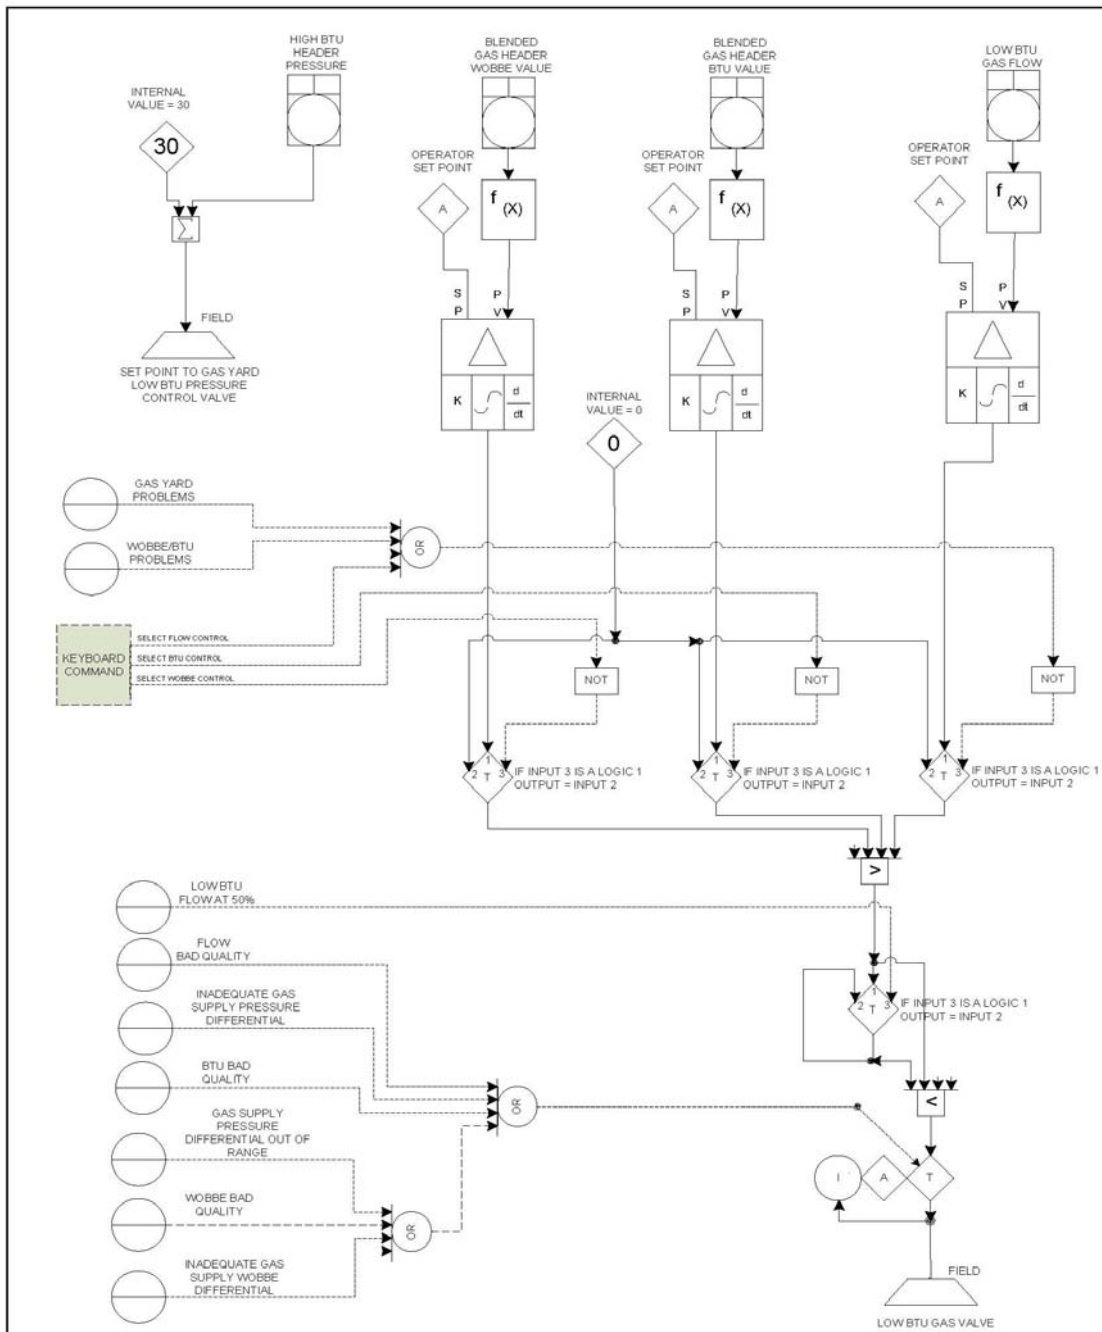 HIGH BTU
HEADER
PRESSURE
BLENDED
GAS HEADER
WOBBE VALUE
BLENDED
GAS HEADER
BTU VALUE
LOW BTU
GAS FLOW
INTERNAL
VALUE = 30
30
OPERATOR
SET POINT
A
f
(X)
OPERATOR
SET POINT
A
f
(X)
OPERATOR
SET POINT
A
f
(X)
Σ
S
P
P
V
S
P
P
V
S
P
P
V
FIELD
SET POINT TO GAS YARD
LOW BTU PRESSURE
CONTROL VALVE
K
d
dt
K
d
dt
K
d
dt
INTERNAL
VALUE = 0
0
GAS YARD
PROBLEMS
WOBBE/BTU
PROBLEMS
OR
KEYBOARD
COMMAND
SELECT FLOW CONTROL
SELECT BTU CONTROL
SELECT WOBBE CONTROL
NOT
NOT
NOT
1
2 T 3
IF INPUT 3 IS A LOGIC 1
OUTPUT = INPUT 2
1
2 T 3
IF INPUT 3 IS A LOGIC 1
OUTPUT = INPUT 2
1
2 T 3
IF INPUT 3 IS A LOGIC 1
OUTPUT = INPUT 2
>
LOW BTU
FLOW AT 50%
FLOW
BAD QUALITY
INADEQUATE GAS
SUPPLY PRESSURE
DIFFERENTIAL
1
2 T 3
IF INPUT 3 IS A LOGIC 1
OUTPUT = INPUT 2
BTU BAD
QUALITY
OR
<
GAS SUPPLY
PRESSURE
DIFFERENTIAL OUT OF
RANGE
I
A
T
WOBBE BAD
QUALITY
OR
INADEQUATE GAS
SUPPLY WOBBE
DIFFERENTIAL
FIELD
LOW BTU GAS VALVE